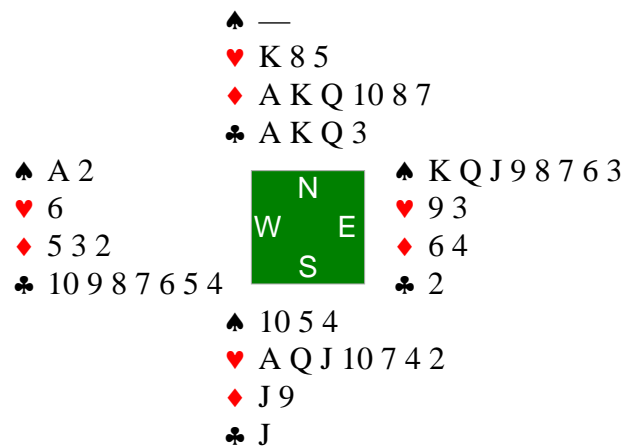 ♠ —
♥ K 8 5
♦ A K Q 10 8 7
♣ A K Q 3
♠ A 2
♥ 6
♦ 5 3 2
♣ 10 9 8 7 6 5 4
N
W E
S
♠ K Q J 9 8 7 6 3
♥ 9 3
♦ 6 4
♣ 2
♠ 10 5 4
♥ A Q J 10 7 4 2
♦ J 9
♣ J